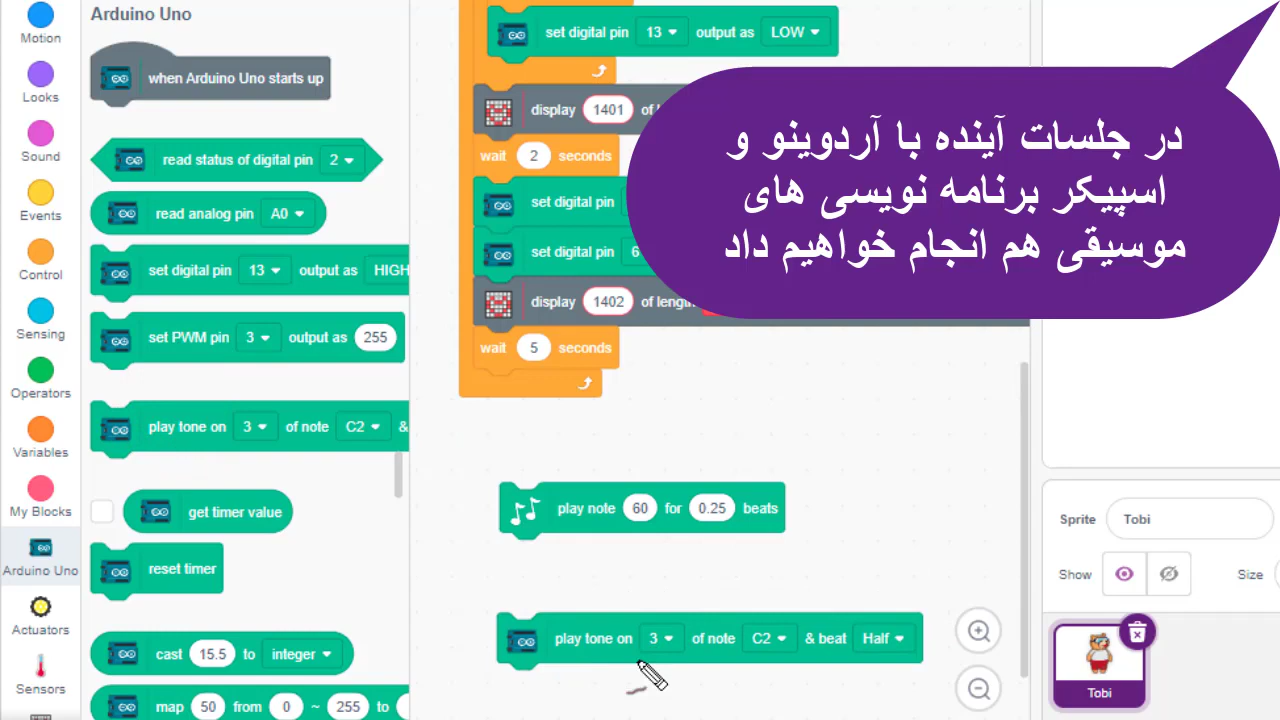 Arduino Uno
Motion
Looks
Sound
Events
Control
Sensing
Operators
Variables
My Blocks
Arduino Uno
Actuators
Sensors
when Arduino Uno starts up
read status of digital pin 2
read analog pin A0
set digital pin 13 output as HIGH
set PWM pin 3 output as 255
play tone on 3 of note C2 &
get timer value
reset timer
cast 15.5 to integer
map 50 from 0 ~ 255 to
set digital pin 13 output as LOW
display 1401 of
wait 2 seconds
set digital pin
set digital pin 6
display 1402 of length
wait 5 seconds
play note 60 for 0.25 beats
play tone on 3 of note C2 & beat Half
در جلسات آینده با آردوینو و
اسپیکر برنامه نویسی های
موسیقی هم انجام خواهیم داد
Sprite Tobi
Show Size
Tobi